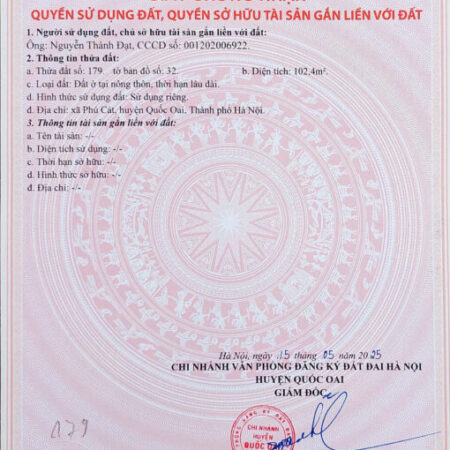 QUYỀN SỬ DỤNG ĐẤT, QUYỀN SỞ HỮU TÀI SẢN GẮN LIỀN VỚI ĐẤT
1. Người sử dụng đất, chủ sở hữu tài sản gắn liền với đất:
Ông: Nguyễn Thành Đạt, CCCD số: 001202006922.
2. Thông tin thửa đất:
a. Thửa đất số: 179. tờ bản đồ số: 32. b. Diện tích: 102,4m².
c. Loại đất: Đất ở tại nông thôn, thời hạn lâu dài.
d. Hình thức sử dụng đất: Sử dụng riêng.
đ. Địa chỉ: xã Phú Cát, huyện Quốc Oai, Thành phố Hà Nội.
3. Thông tin tài sản gắn liền với đất:
a. Tên tài sản: -/-
b. Diện tích sử dụng: -/-
c. Thời hạn sở hữu: -/-
d. Hình thức sở hữu: -/-
đ. Địa chỉ: -/-
Hà Nội, ngày 15 tháng 05 năm 2025
CHI NHÁNH VĂN PHÒNG ĐĂNG KÝ ĐẤT ĐAI HÀ NỘI
HUYỆN QUỐC OAI
GIÁM ĐỐC
CHI NHÁNH
HUYỆN
QUỐC
179